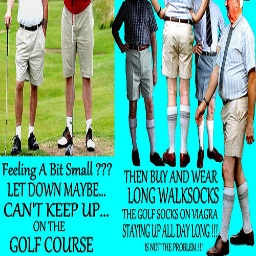 Feeling A Bit Small ???
LET DOWN MAYBE...
CAN'T KEEP UP...
ON THE
GOLF COURSE
THEN BUY AND WEAR
LONG WALKSOCKS
THE GOLF SOCKS ON VIAGRA
STAYING UP ALL DAY LONG !!!
IS NOT THE PROBLEM !!'